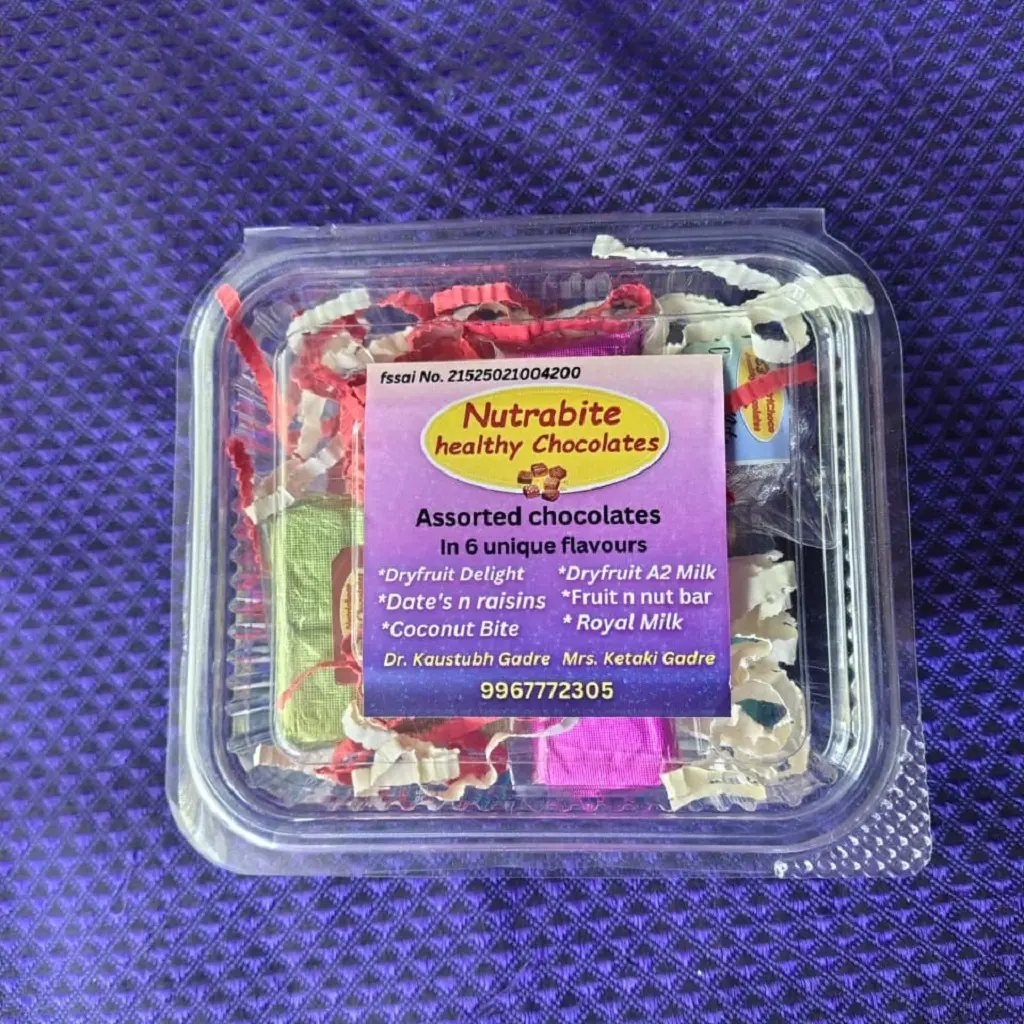 fssai No. 21525021004200
Nutrabite
healthy Chocolates
Assorted chocolates
In 6 unique flavours
*Dryfruit Delight *Dryfruit A2 Milk
*Date's n raisins *Fruit n nut bar
*Coconut Bite * Royal Milk
Dr. Kaustubh Gadre Mrs. Ketaki Gadre
9967772305